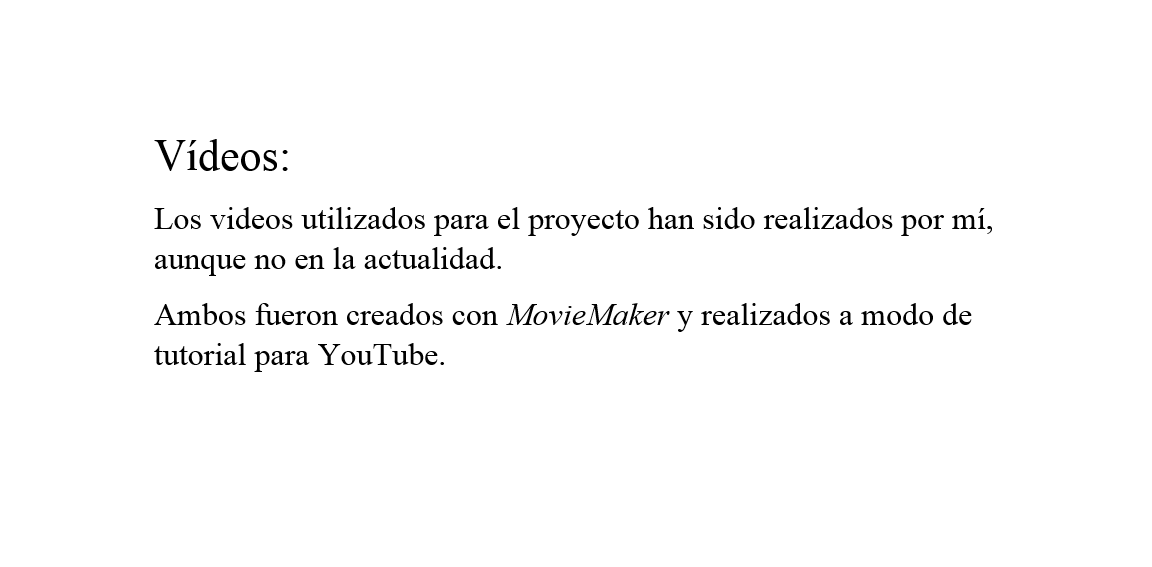 Vídeos:
Los videos utilizados para el proyecto han sido realizados por mí,
aunque no en la actualidad.
Ambos fueron creados con MovieMaker y realizados a modo de
tutorial para YouTube.